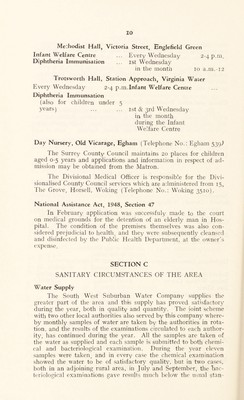 20
Methodist Hall, Victoria Street, Englefield Green
Infant Welfare Centre ... Every Wednesday 2-4 p.m.
Diphtheria Immunisation ... 1st Wednesday
in the month 10 a.m.-12
Trotsworth Hall, Station Approach, Virginia Water
Every Wednesday 2-4 p.m. Infant Welfare Centre ...
Diphtheria Immunisation
(also for children under 5
years) ... ... 1st & 3rd Wednesday
in the month
during the Infant
Welfare Centre
Day Nursery, Old Vicarage, Egham (Telephone No.: Egham 539)
The Surrey County Council maintains 20 places for children
aged 0-5 years and applications and information in respect of ad-
mission may be obtained from the Matron.
The Divisional Medical Officer is responsible for the Divi-
sionalised County Council services which are administered from 15,
The Grove, Horsell, Woking (Telephone No.: Woking 3510).
National Assistance Act, 1948, Section 47
In February application was successfuly made to the court
on medical grounds for the detention of an elderly man in Hos-
pital. The condition of the premises themselves was also con-
sidered prejudicial to health, and they were subsequently cleansed
and disinfected by the Public Health Department, at the owner's
expense.
SECTION C
SANITARY CIRCUMSTANCES OF THE AREA
Water Supply
The South West Suburban Water Company supplies the
greater part of the area and this supply has proved satisfactory
during the year, both in quality and quantity. The joint scheme
with two other local authorities also served by this company where-
by monthly samples of water are taken by the authorities in rota-
tion, and the results of the examinations circulated to each author-
ity, has continued during the year. All the samples are taken of
the water as supplied and each sample is submitted to both chemi-
cal and bacteriological examination. During the year eleven
samples were taken, and in every case the chemical examination
showed the water to be of satisfactory quality, but in two cases,
both in an adjoining rural area, in July and September, the bac-
teriological examinations gave results much below the usual stan-